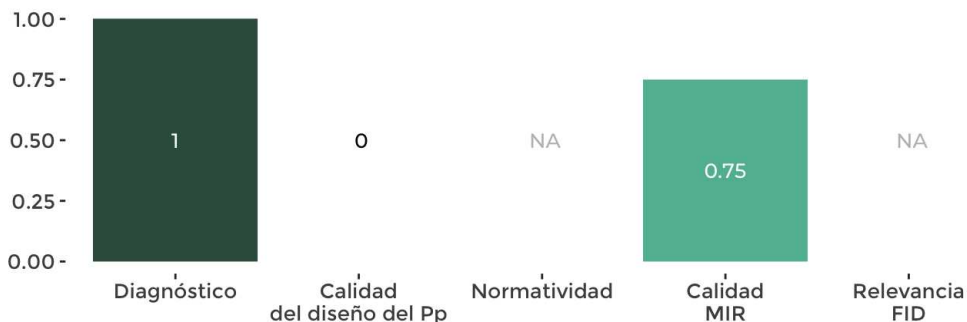 1.00
0.75
0.50
0.25
0.00
1
0
NA
0.75
NA
Diagnóstico
Calidad
del diseño del Pp
Normatividad
Calidad
MIR
Relevancia
FID